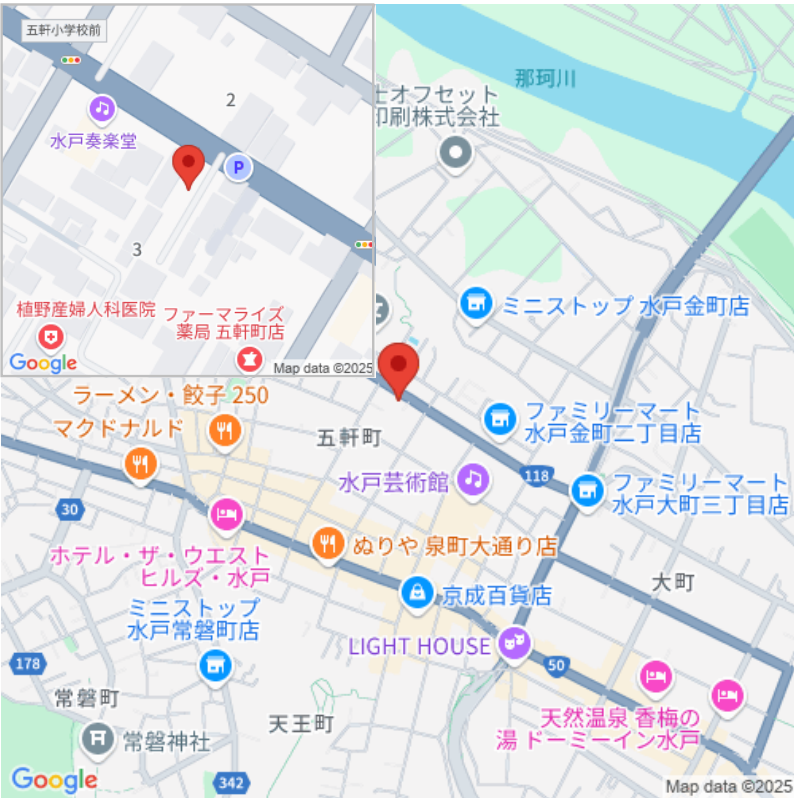 五軒小学校前
2
水戸奏楽堂
P
3
植野産婦人科医院
ファーマライズ
薬局 五軒町店
Google
Map data ©2025
那珂川
士オフセット
印刷株式会社
ミニストップ 水戸金町店
ラーメン・餃子 250
マクドナルド
五軒町
ファミリーマート
水戸金町二丁目店
水戸芸術館
118
ファミリーマート
水戸大町三丁目店
30
ホテル・ザ・ウエスト
ヒルズ・水戸
ぬりや 泉町大通り店
京成百貨店
大町
ミニストップ
水戸常磐町店
LIGHT HOUSE
50
178
常磐町
天王町
常磐神社
天然温泉 香梅の
湯 ドーミーイン水戸
342
Google
Map data ©2025